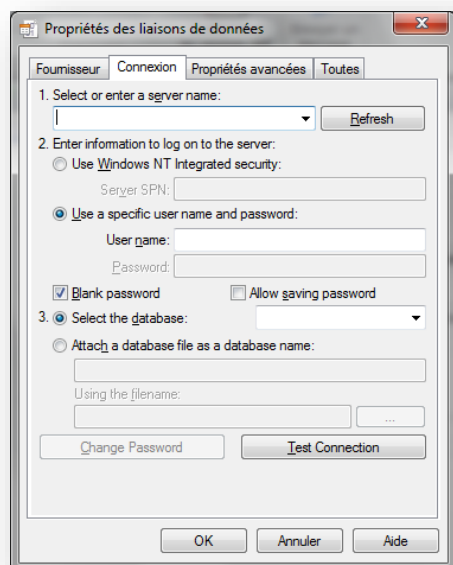 Propriétés des liaisons de données
Fournisseur Connexion Propriétés avancées Toutes
1. Select or enter a server name:
Refresh
2. Enter information to log on to the server:
Use Windows NT Integrated security:
Server SPN:
Use a specific user name and password:
User name:
Password:
Blank password Allow saving password
3. Select the database:
Attach a database file as a database name:
Using the filename:
...
Change Password Test Connection
OK Annuler Aide